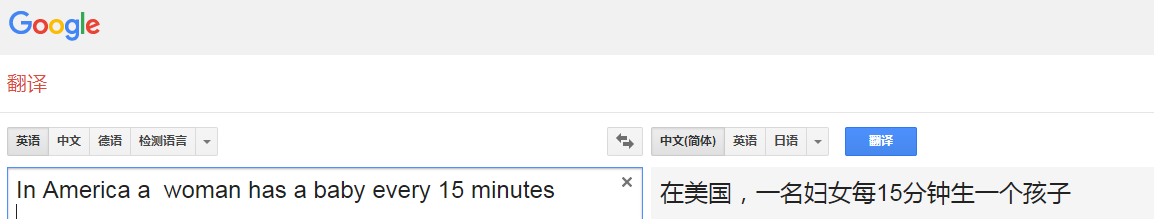 Google
翻译
英语 中文 德语 检测语言 中文(简体) 英语 日语 翻译
In America a  woman has a baby every 15 minutes
在美国，一名妇女每15分钟生一个孩子